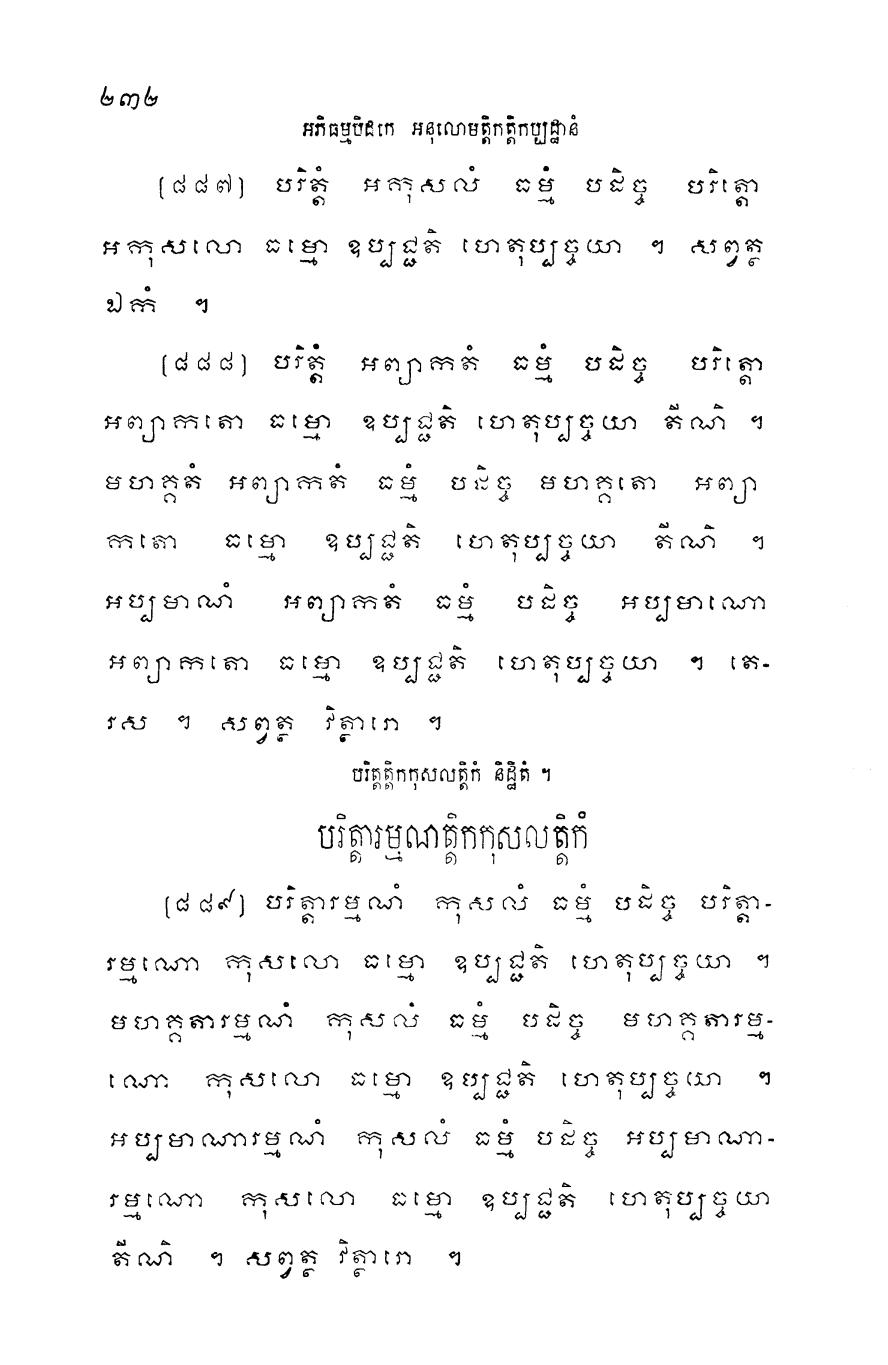 ២៣២
អភិធម្មបិដកេ អនុលោមត្តិកត្តិកប្បដ្ឋានំ
[៨៨៧] បរិត្តំ អកុសលំ ធម្មំ បដិច្ច បរិត្តោ
អកុសលោ ធម្មោ ឧប្បជ្ជតិ ហេតុប្បច្ចយា ។ សព្វត្ថ
ឯកំ ។
[៨៨៨] បរិត្តំ អព្យាកតំ ធម្មំ បដិច្ច បរិត្តោ
អព្យាកតោ ធម្មោ ឧប្បជ្ជតិ ហេតុប្បច្ចយា តីណិ ។
មហគ្គតំ អព្យាកតំ ធម្មំ បដិច្ច មហគ្គតោ អព្យា
កតោ ធម្មោ ឧប្បជ្ជតិ ហេតុប្បច្ចយា តីណិ ។
អប្បមាណំ អព្យាកតំ ធម្មំ បដិច្ច អប្បមាណោ
អព្យាកតោ ធម្មោ ឧប្បជ្ជតិ ហេតុប្បច្ចយា ។ តេ-
រស ។ សព្វត្ថ វិត្ថារោ ។
បរិត្តត្តិកកុសលត្តិកំ និដ្ឋិតំ ។
បរិត្តារម្មណត្តិកកុសលត្តិកំ
[៨៨៩] បរិត្តារម្មណំ កុសលំ ធម្មំ បដិច្ច បរិត្តា-
រម្មណោ កុសលោ ធម្មោ ឧប្បជ្ជតិ ហេតុប្បច្ចយា ។
មហគ្គតារម្មណំ កុសលំ ធម្មំ បដិច្ច មហគ្គតារម្ម-
ណោ កុសលោ ធម្មោ ឧប្បជ្ជតិ ហេតុប្បច្ចយោ ។
អប្បមាណារម្មណំ កុសលំ ធម្មំ បដិច្ច អប្បមាណា-
រម្មណោ កុសលោ ធម្មោ ឧប្បជ្ជតិ ហេតុប្បច្ចយា
តីណិ ។ សព្វត្ថ វិត្ថារោ ។